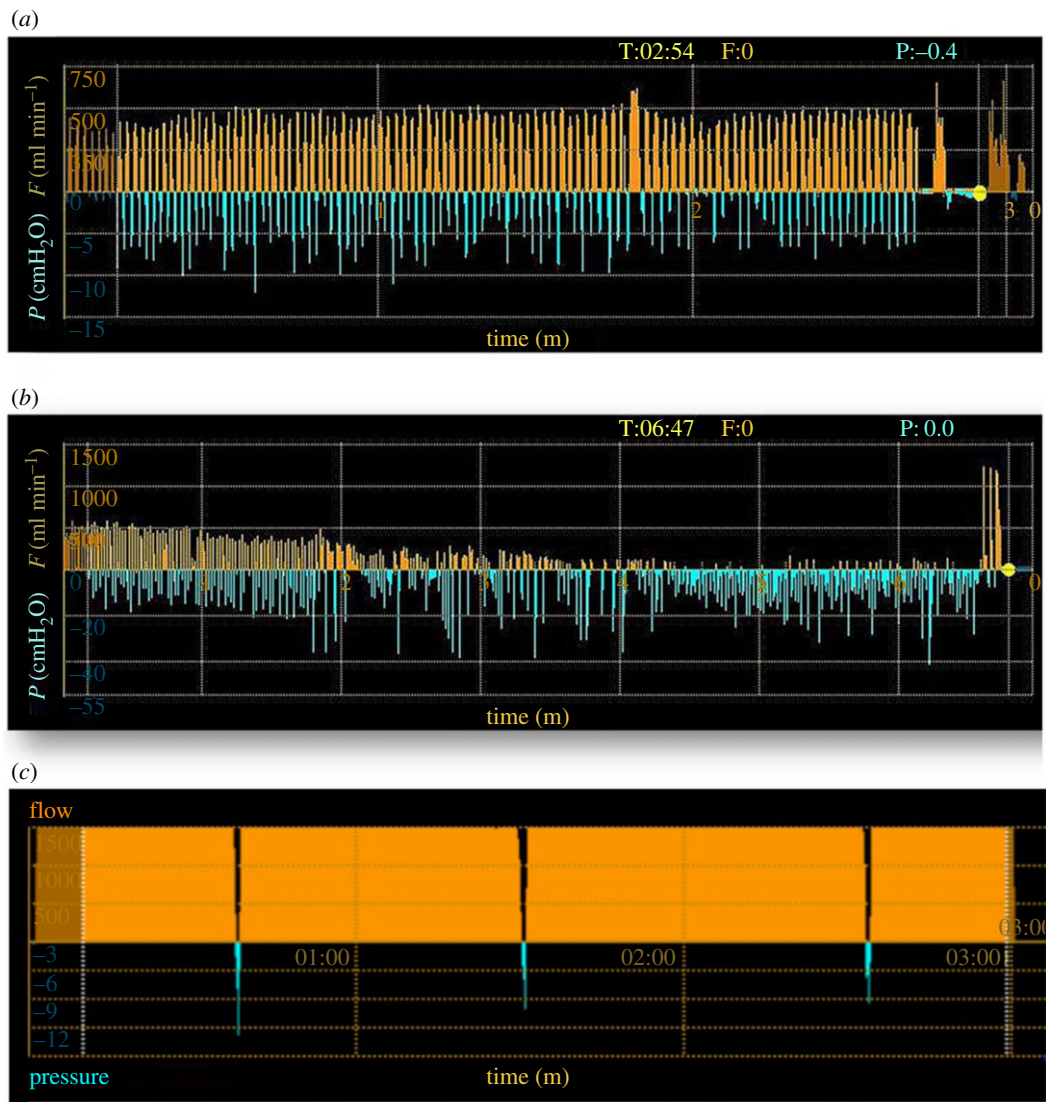 (a)
T:02:54 F:0 P:–0.4
750
500
350
0
–5
–10
–15
F (ml min⁻¹)
P (cmH₂O)
1 2 3 0
time (m)
(b)
T:06:47 F:0 P: 0.0
1500
1000
500
0
–20
–40
–55
F (ml min⁻¹)
P (cmH₂O)
1 2 3 4 5 6 0
time (m)
(c)
flow
1500
1000
500
–3
–6
–9
–12
01:00 02:00 03:00
03:00
pressure
time (m)